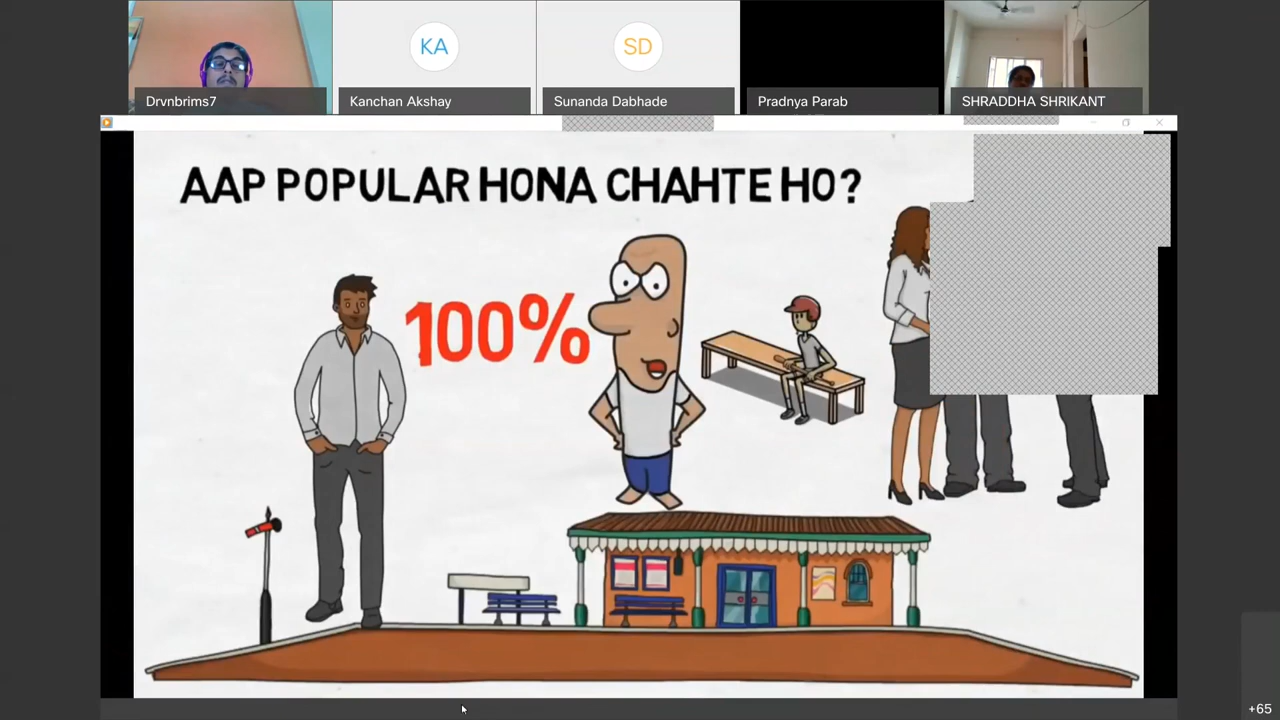 KA
SD
Drvnbrims7
Kanchan Akshay
Sunanda Dabhade
Pradnya Parab
SHRADDHA SHRIKANT
AAP POPULAR HONA CHAHTE HO?
100%
+65